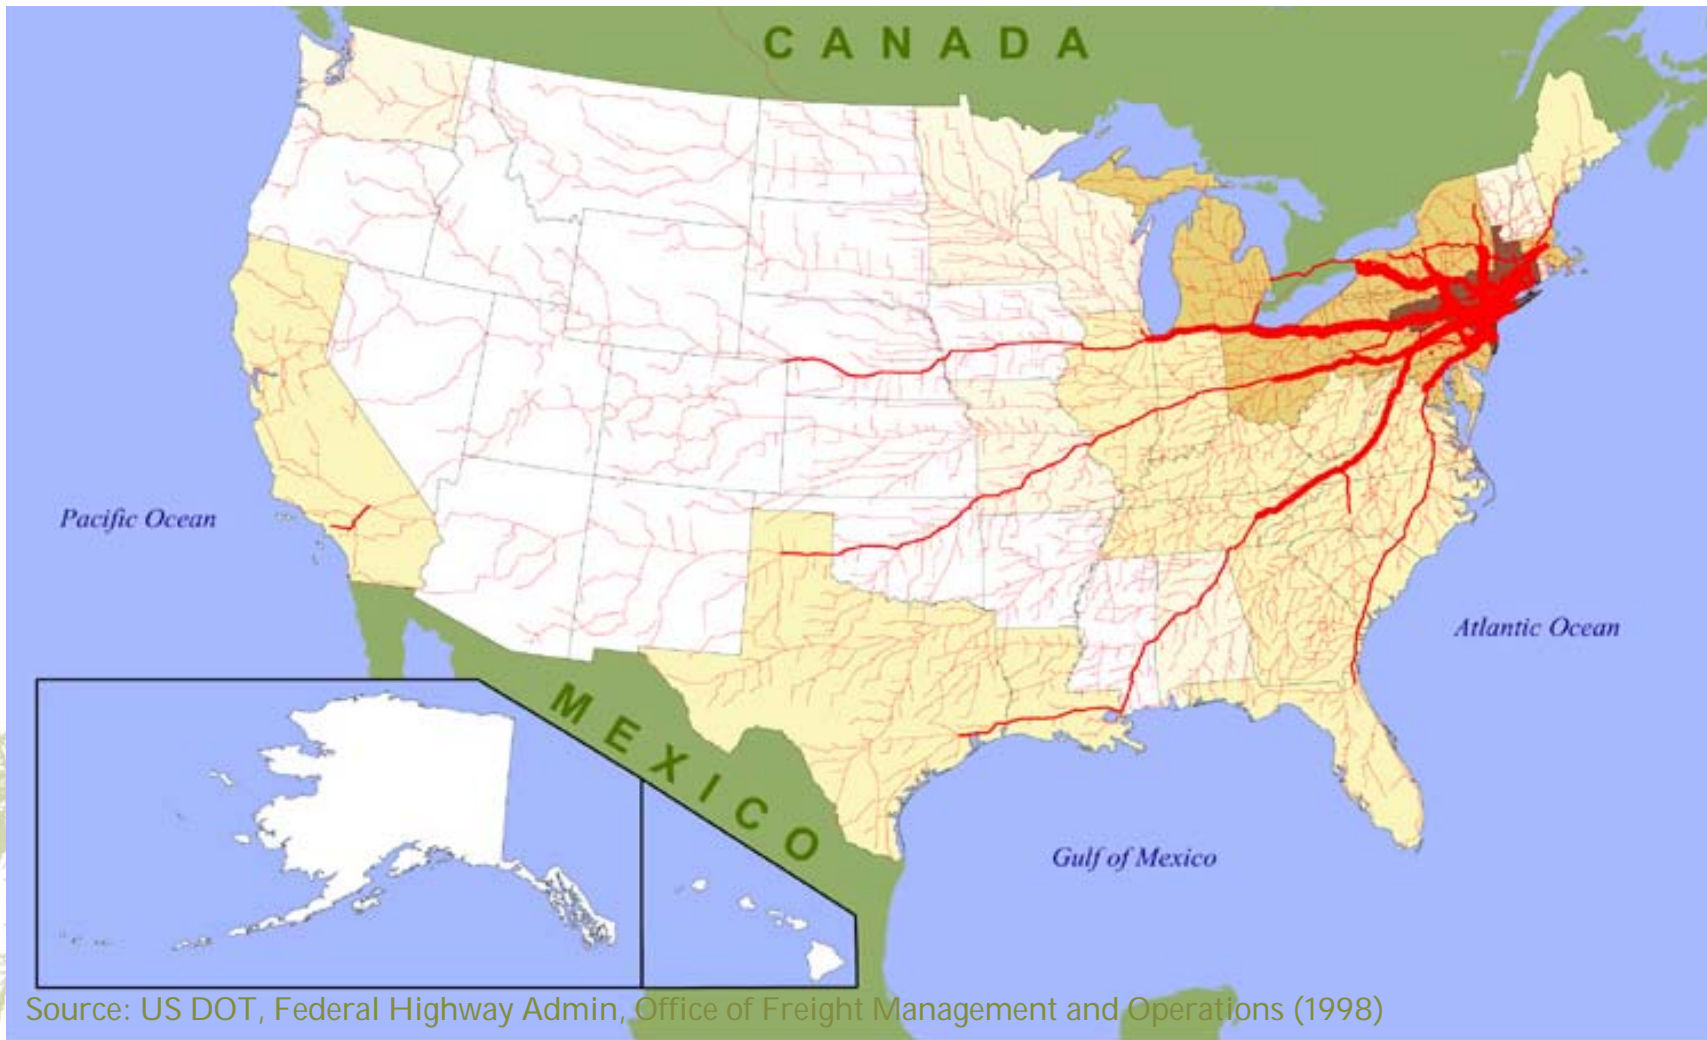 CANADA
Pacific Ocean
Atlantic Ocean
MEXICO
Gulf of Mexico
Source: US DOT, Federal Highway Admin, Office of Freight Management and Operations (1998)